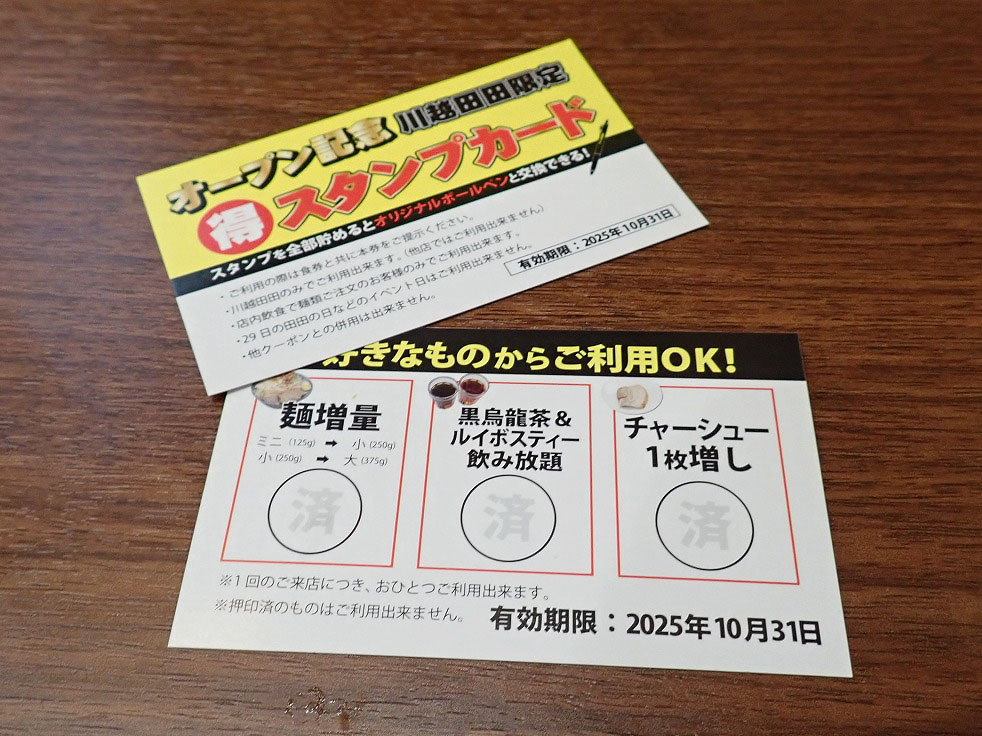 オープン記念 川越田田限定
得 スタンプカード
スタンプを全部貯めるとオリジナルボールペンと交換できる!
・ご利用の際は食券と共に本券をご提示ください。
・川越田田のみでご利用出来ます。(他店ではご利用出来ません)
・店内飲食で麺類ご注文のお客様のみでご利用出来ます。
・29日の田田の日などのイベント日はご利用出来ません。
・他クーポンとの併用は出来ません。
有効期限:2025年10月31日
好きなものからご利用OK!
麺増量
ミニ(125g) ➡ 小(250g)
小(250g) ➡ 大(375g)
済
黒烏龍茶&
ルイボスティー
飲み放題
済
チャーシュー
1枚増し
済
※1回のご来店につき、おひとつご利用出来ます。
※押印済のものはご利用出来ません。
有効期限:2025年10月31日